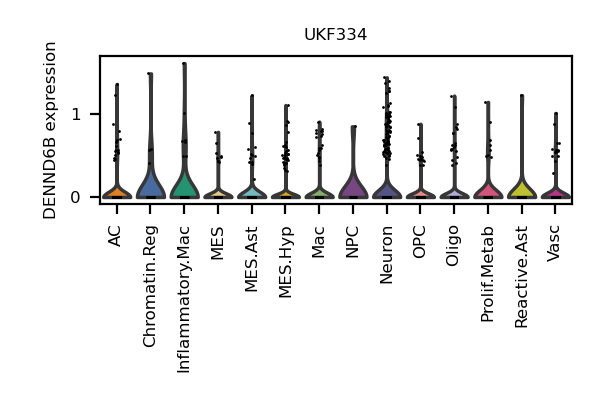 UKF334
DENND6B expression
1
0
AC
Chromatin.Reg
Inflammatory.Mac
MES
MES.Ast
MES.Hyp
Mac
NPC
Neuron
OPC
Oligo
Prolif.Metab
Reactive.Ast
Vasc